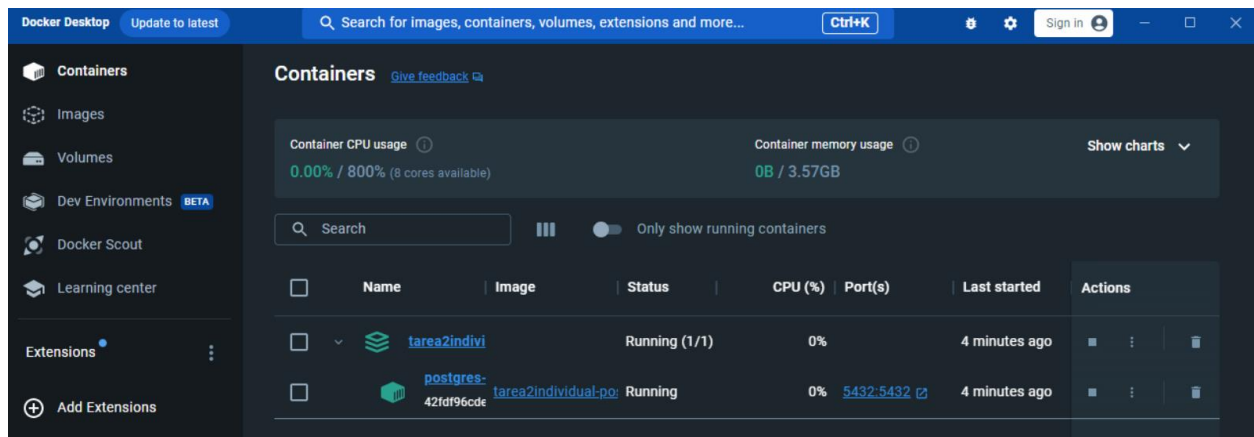 Docker Desktop Update to latest Search for images, containers, volumes, extensions and more... Ctrl+K Sign in
Containers
Images
Volumes
Dev Environments BETA
Docker Scout
Learning center
Extensions
Add Extensions
Containers Give feedback
Container CPU usage
0.00% / 800% (8 cores available)
Container memory usage
0B / 3.57GB
Show charts
Search Only show running containers
Name Image Status CPU (%) Port(s) Last started Actions
tarea2indivi Running (1/1) 0% 4 minutes ago
postgres-
42fdf96cde tarea2individual-pos Running 0% 5432:5432 4 minutes ago